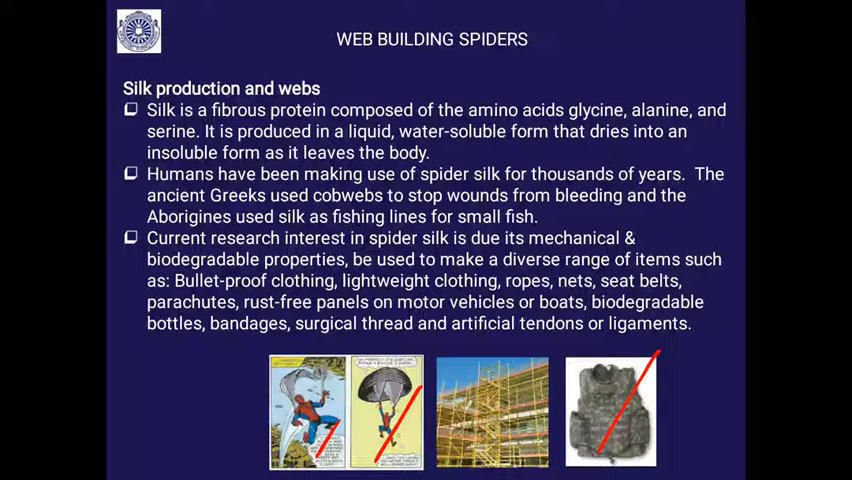 WEB BUILDING SPIDERS
Silk production and webs
Silk is a fibrous protein composed of the amino acids glycine, alanine, and
serine. It is produced in a liquid, water-soluble form that dries into an
insoluble form as it leaves the body.
Humans have been making use of spider silk for thousands of years. The
ancient Greeks used cobwebs to stop wounds from bleeding and the
Aborigines used silk as fishing lines for small fish.
Current research interest in spider silk is due its mechanical &
biodegradable properties, be used to make a diverse range of items such
as: Bullet-proof clothing, lightweight clothing, ropes, nets, seat belts,
parachutes, rust-free panels on motor vehicles or boats, biodegradable
bottles, bandages, surgical thread and artificial tendons or ligaments.